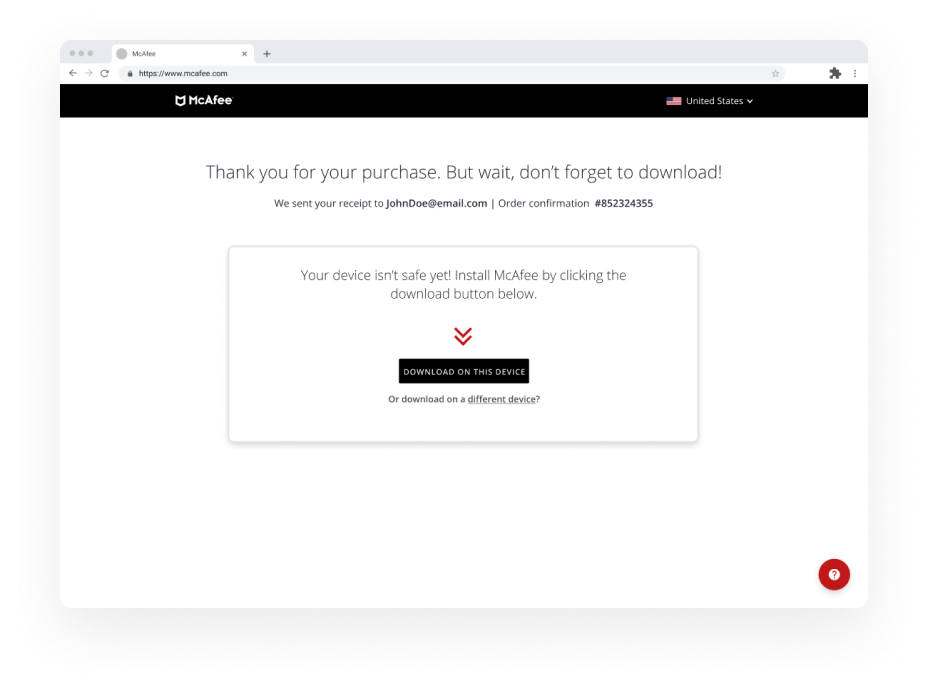 McAfee
https://www.mcafee.com
McAfee
United States
Thank you for your purchase. But wait, don't forget to download!
We sent your receipt to JohnDoe@email.com | Order confirmation #852324355
Your device isn't safe yet! Install McAfee by clicking the
download button below.
DOWNLOAD ON THIS DEVICE
Or download on a different device?
?